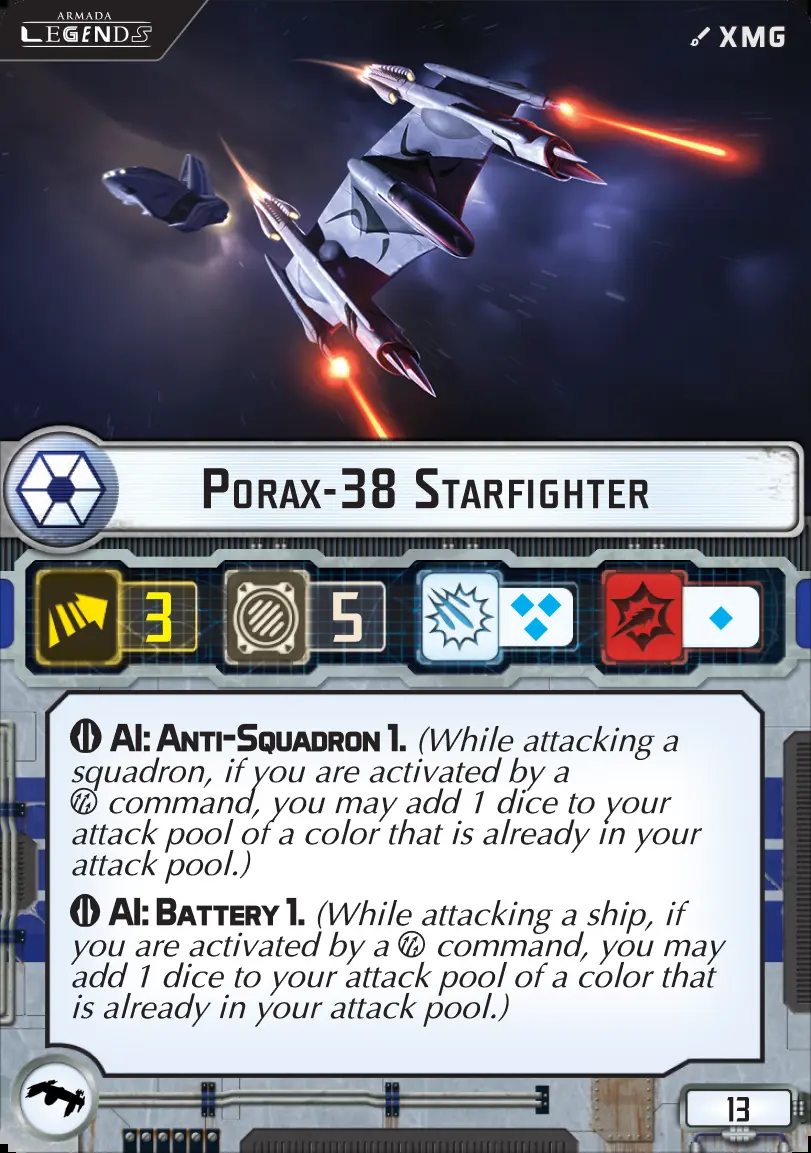 ARMADA
LEGENDS
XMG
PORAX-38 STARFIGHTER
3 5
AI: ANTI-SQUADRON 1. (While attacking a
squadron, if you are activated by a
command, you may add 1 dice to your
attack pool of a color that is already in your
attack pool.)
AI: BATTERY 1. (While attacking a ship, if
you are activated by a command, you may
add 1 dice to your attack pool of a color that
is already in your attack pool.)
13